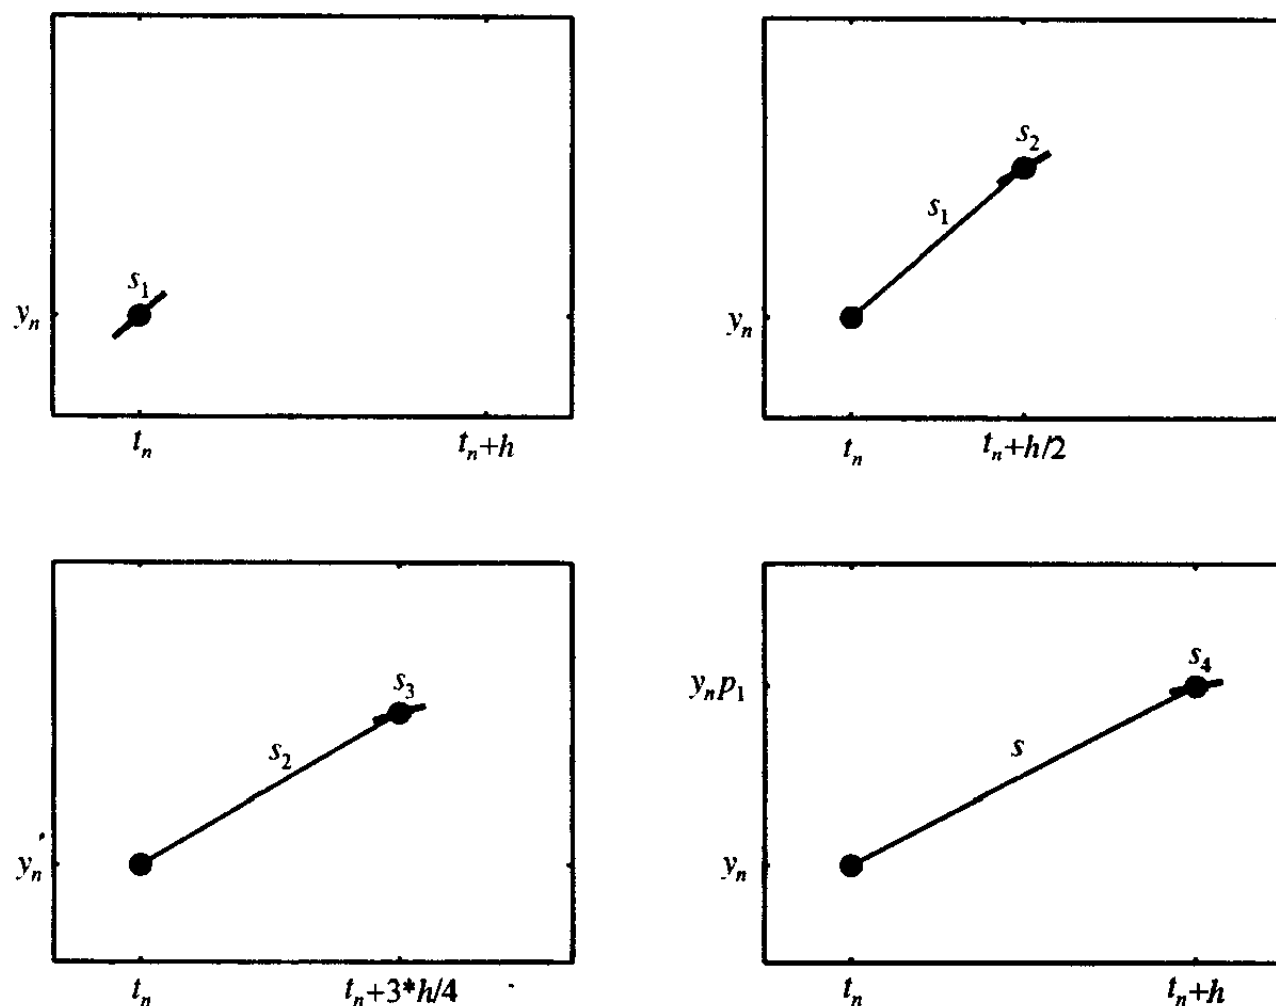 s₁
yₙ
tₙ
tₙ+h
s₂
s₁
yₙ
tₙ
tₙ+h/2
s₃
s₂
yₙ
tₙ
tₙ+3*h/4
s₄
yₙp₁
s
yₙ
tₙ
tₙ+h